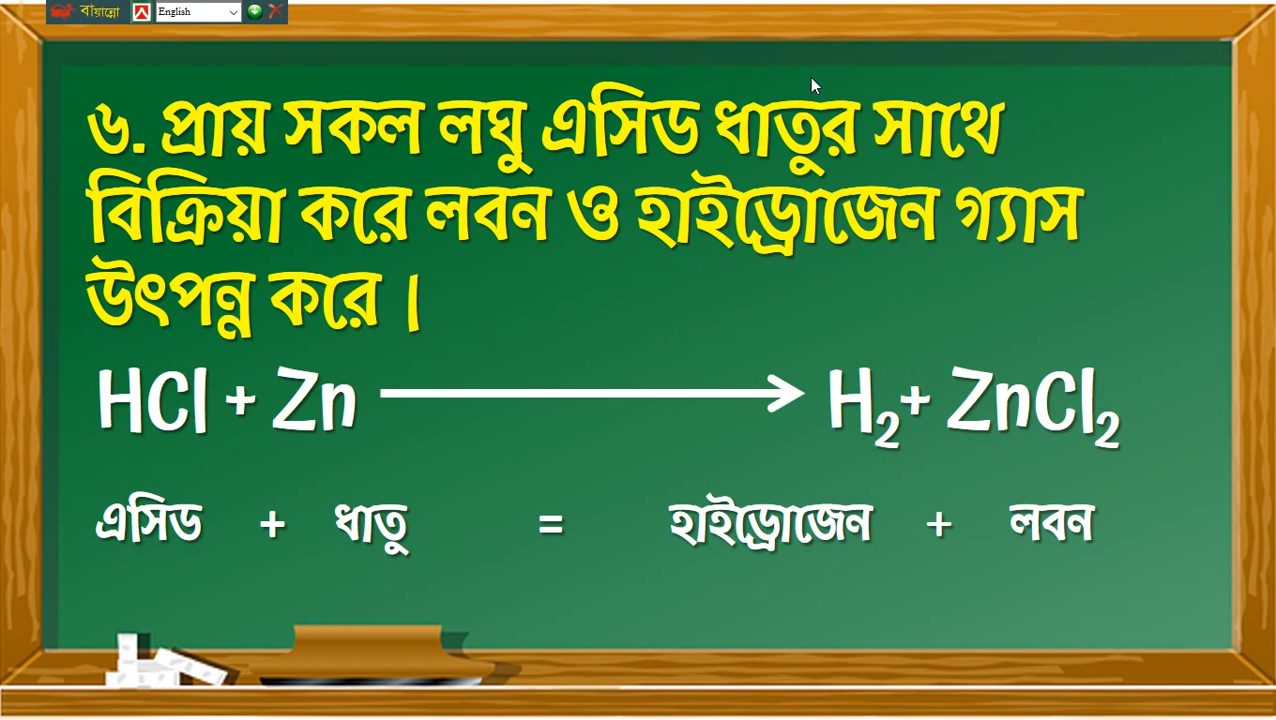 বায়ান্নো English
৬. প্রায় সকল লঘু এসিড ধাতুর সাথে
বিক্রিয়া করে লবন ও হাইড্রোজেন গ্যাস
উৎপন্ন করে।
HCl + Zn ⟶ H₂+ ZnCl₂
এসিড + ধাতু = হাইড্রোজেন + লবন